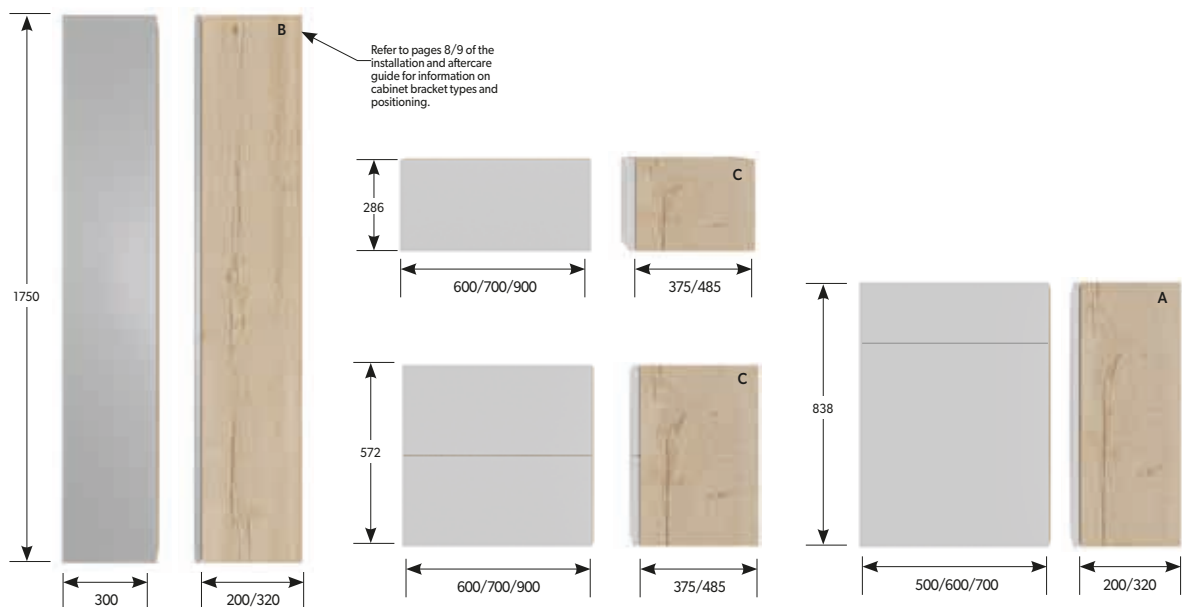 B
Refer to pages 8/9 of the
installation and aftercare
guide for information on
cabinet bracket types and
positioning.
1750
300
200/320
C
286
600/700/900
375/485
C
572
600/700/900
375/485
A
838
500/600/700
200/320